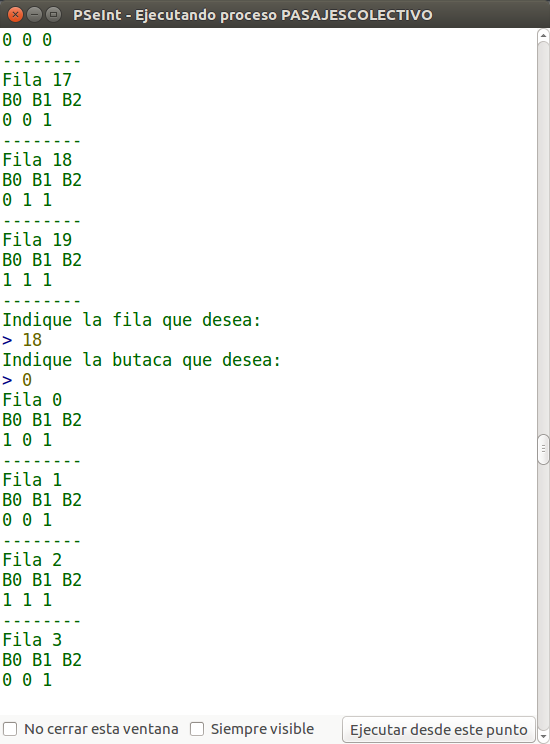 PSeInt - Ejecutando proceso PASAJESCOLECTIVO
0 0 0
--------
Fila 17
B0 B1 B2
0 0 1
--------
Fila 18
B0 B1 B2
0 1 1
--------
Fila 19
B0 B1 B2
1 1 1
--------
Indique la fila que desea:
> 18
Indique la butaca que desea:
> 0
Fila 0
B0 B1 B2
1 0 1
--------
Fila 1
B0 B1 B2
0 0 1
--------
Fila 2
B0 B1 B2
1 1 1
--------
Fila 3
B0 B1 B2
0 0 1
No cerrar esta ventana Siempre visible Ejecutar desde este punto